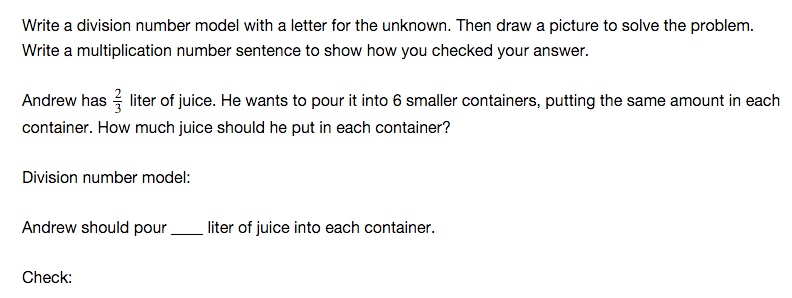 Write a division number model with a letter for the unknown. Then draw a picture to solve the problem.
Write a multiplication number sentence to show how you checked your answer.
Andrew has 2/3 liter of juice. He wants to pour it into 6 smaller containers, putting the same amount in each
container. How much juice should he put in each container?
Division number model:
Andrew should pour ____ liter of juice into each container.
Check: